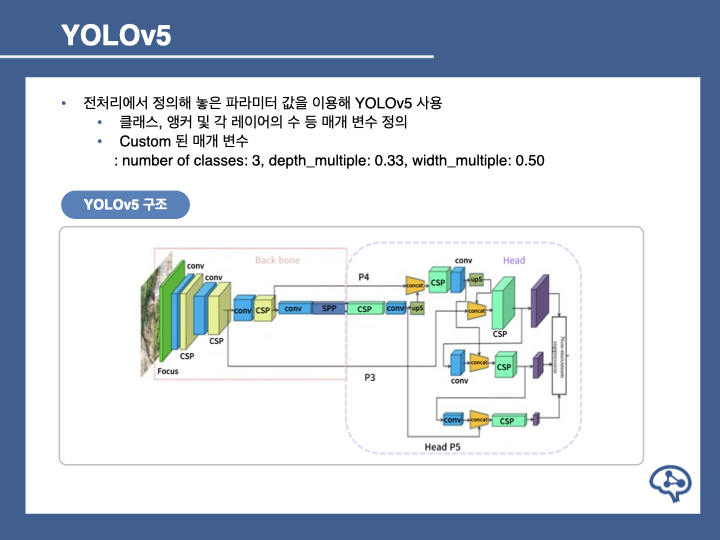 YOLOv5
• 전처리에서 정의해 놓은 파라미터 값을 이용해 YOLOv5 사용
• 클래스, 앵커 및 각 레이어의 수 등 매개 변수 정의
• Custom 된 매개 변수
: number of classes: 3, depth_multiple: 0.33, width_multiple: 0.50
YOLOv5 구조
Back bone
Head
conv
conv
conv
P4
concat
CSP
upS
conv
CSP
conv
SPP
CSP
conv
upS
concat
CSP
CSP
CSP
Focus
P3
conv
concat
CSP
Non-maximum
suppression
conv
concat
CSP
Head P5